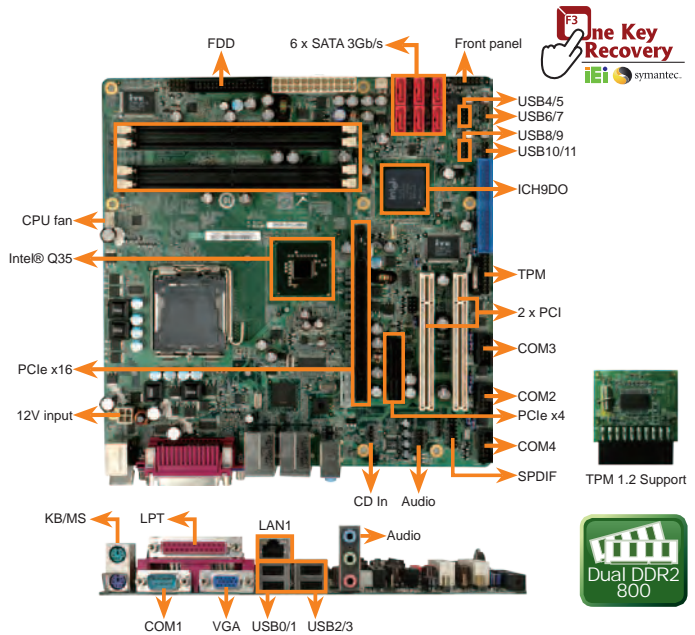 FDD
6 x SATA 3Gb/s
Front panel
F3
ne Key
Recovery
iEi
symantec.
USB4/5
USB6/7
USB8/9
USB10/11
ICH9DO
CPU fan
Intel® Q35
TPM
2 x PCI
COM3
PCIe x16
COM2
PCIe x4
12V input
COM4
SPDIF
CD In
Audio
TPM 1.2 Support
KB/MS
LPT
LAN1
Audio
Dual DDR2
800
COM1
VGA
USB0/1
USB2/3